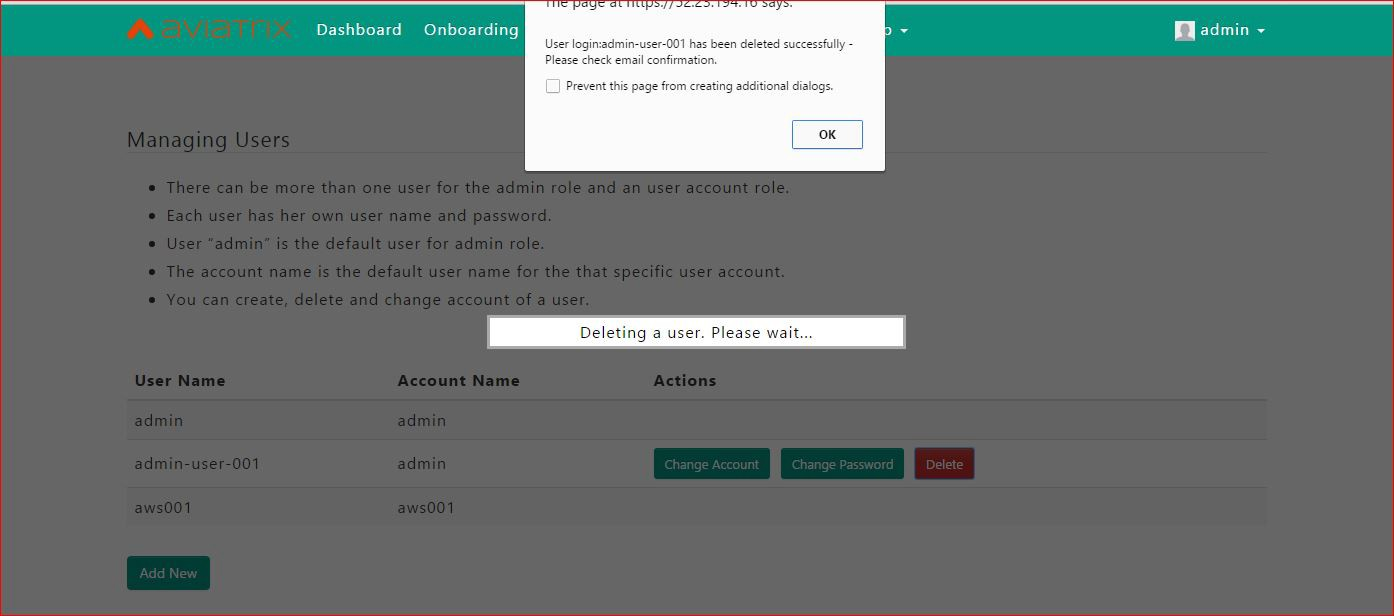 The page at https://52.25.194.16 says:
aviatrix Dashboard Onboarding admin
User login:admin-user-001 has been deleted successfully -
Please check email confirmation.
Prevent this page from creating additional dialogs.
OK
Managing Users
There can be more than one user for the admin role and an user account role.
Each user has her own user name and password.
User “admin” is the default user for admin role.
The account name is the default user name for the that specific user account.
You can create, delete and change account of a user.
Deleting a user. Please wait...
User Name Account Name Actions
admin admin
admin-user-001 admin Change Account Change Password Delete
aws001 aws001
Add New